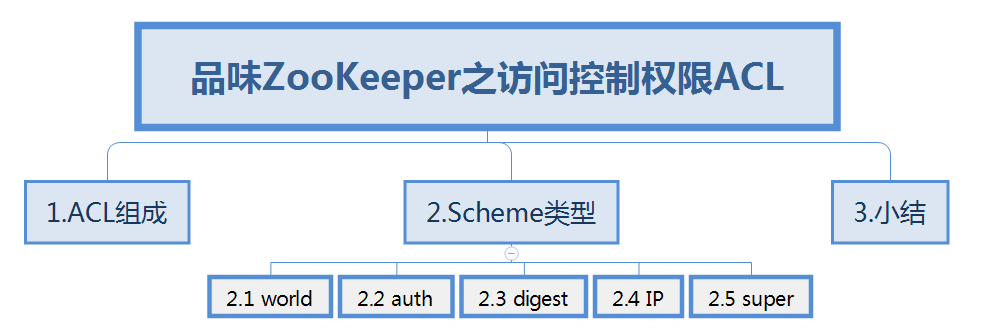 品味ZooKeeper之访问控制权限ACL
1.ACL组成
2.Scheme类型
3.小结
2.1 world
2.2 auth
2.3 digest
2.4 IP
2.5 super